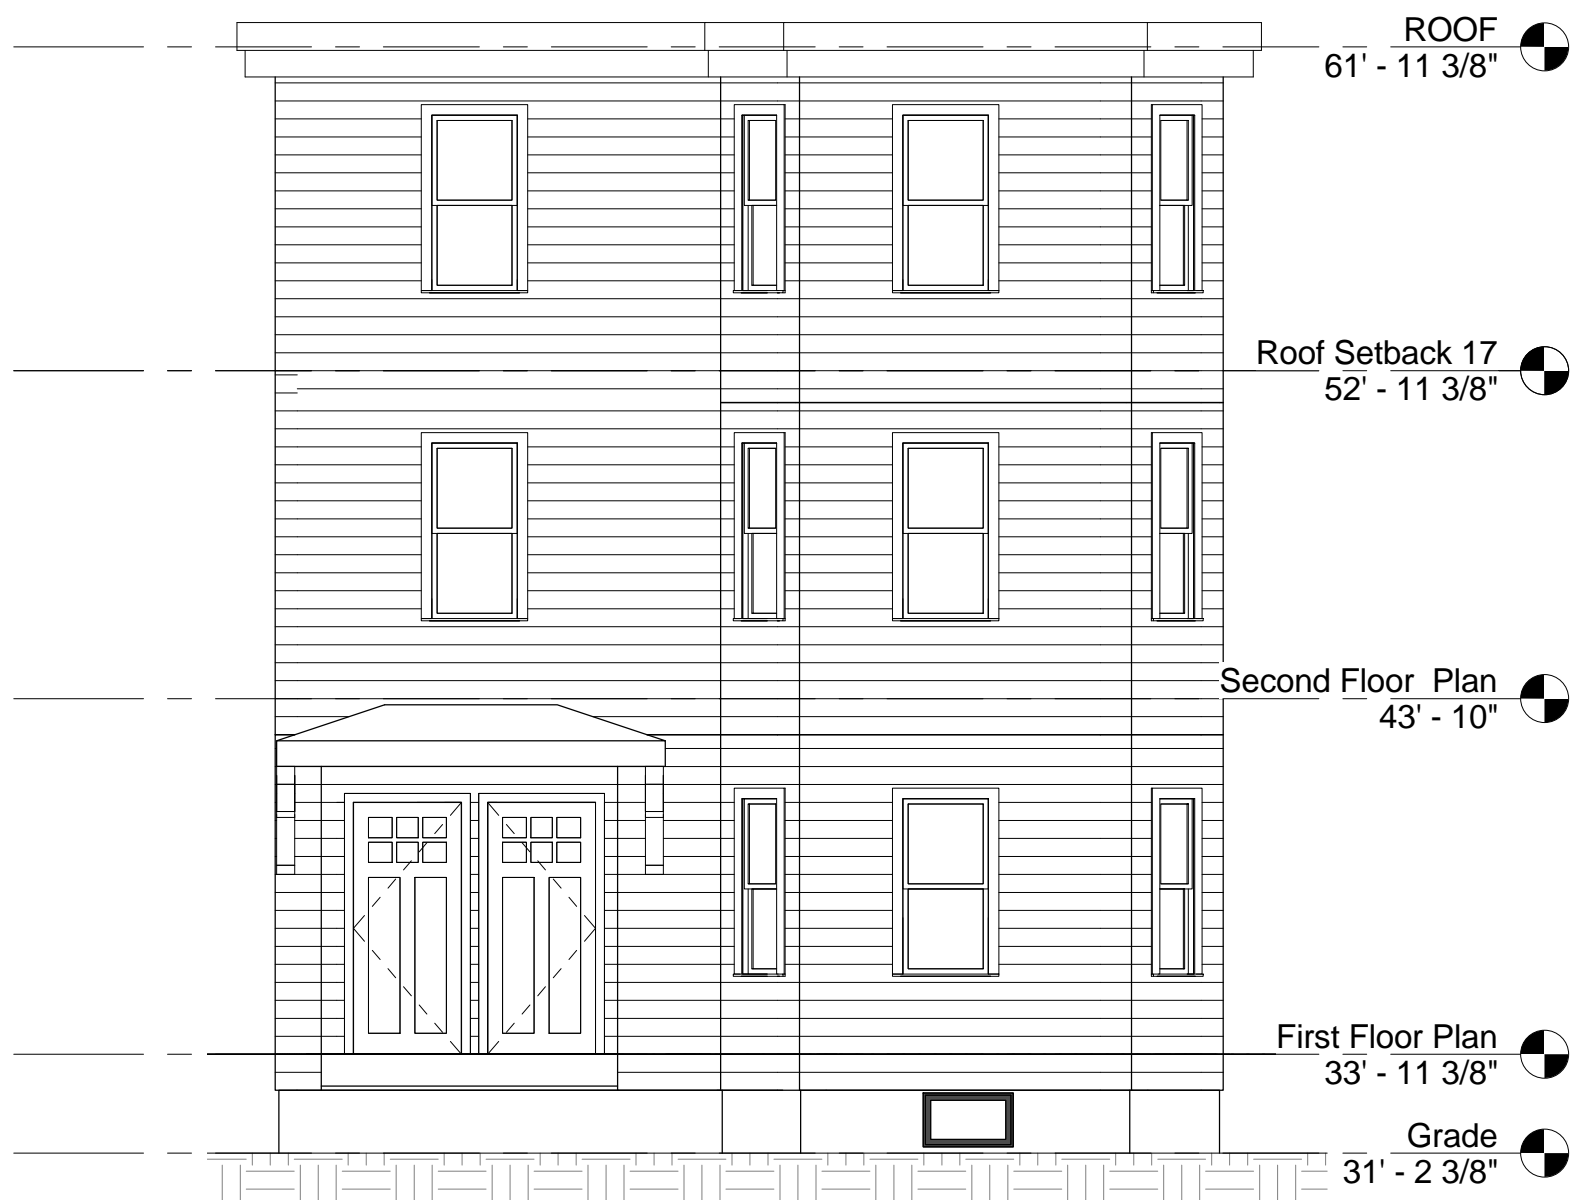 ROOF
61' - 11 3/8"
Roof Setback 17
52' - 11 3/8"
Second Floor  Plan
43' - 10"
First Floor Plan
33' - 11 3/8"
Grade
31' - 2 3/8"